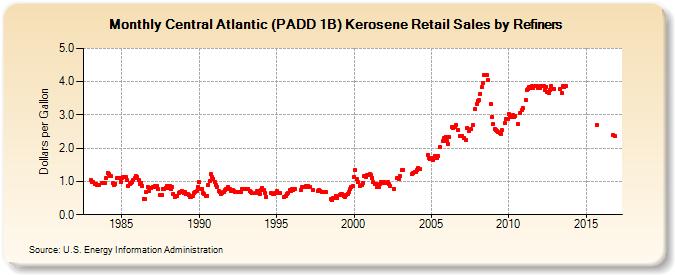 Monthly Central Atlantic (PADD 1B) Kerosene Retail Sales by Refiners
Dollars per Gallon
5.0
4.0
3.0
2.0
1.0
0.0
1985 1990 1995 2000 2005 2010 2015
Source: U.S. Energy Information Administration